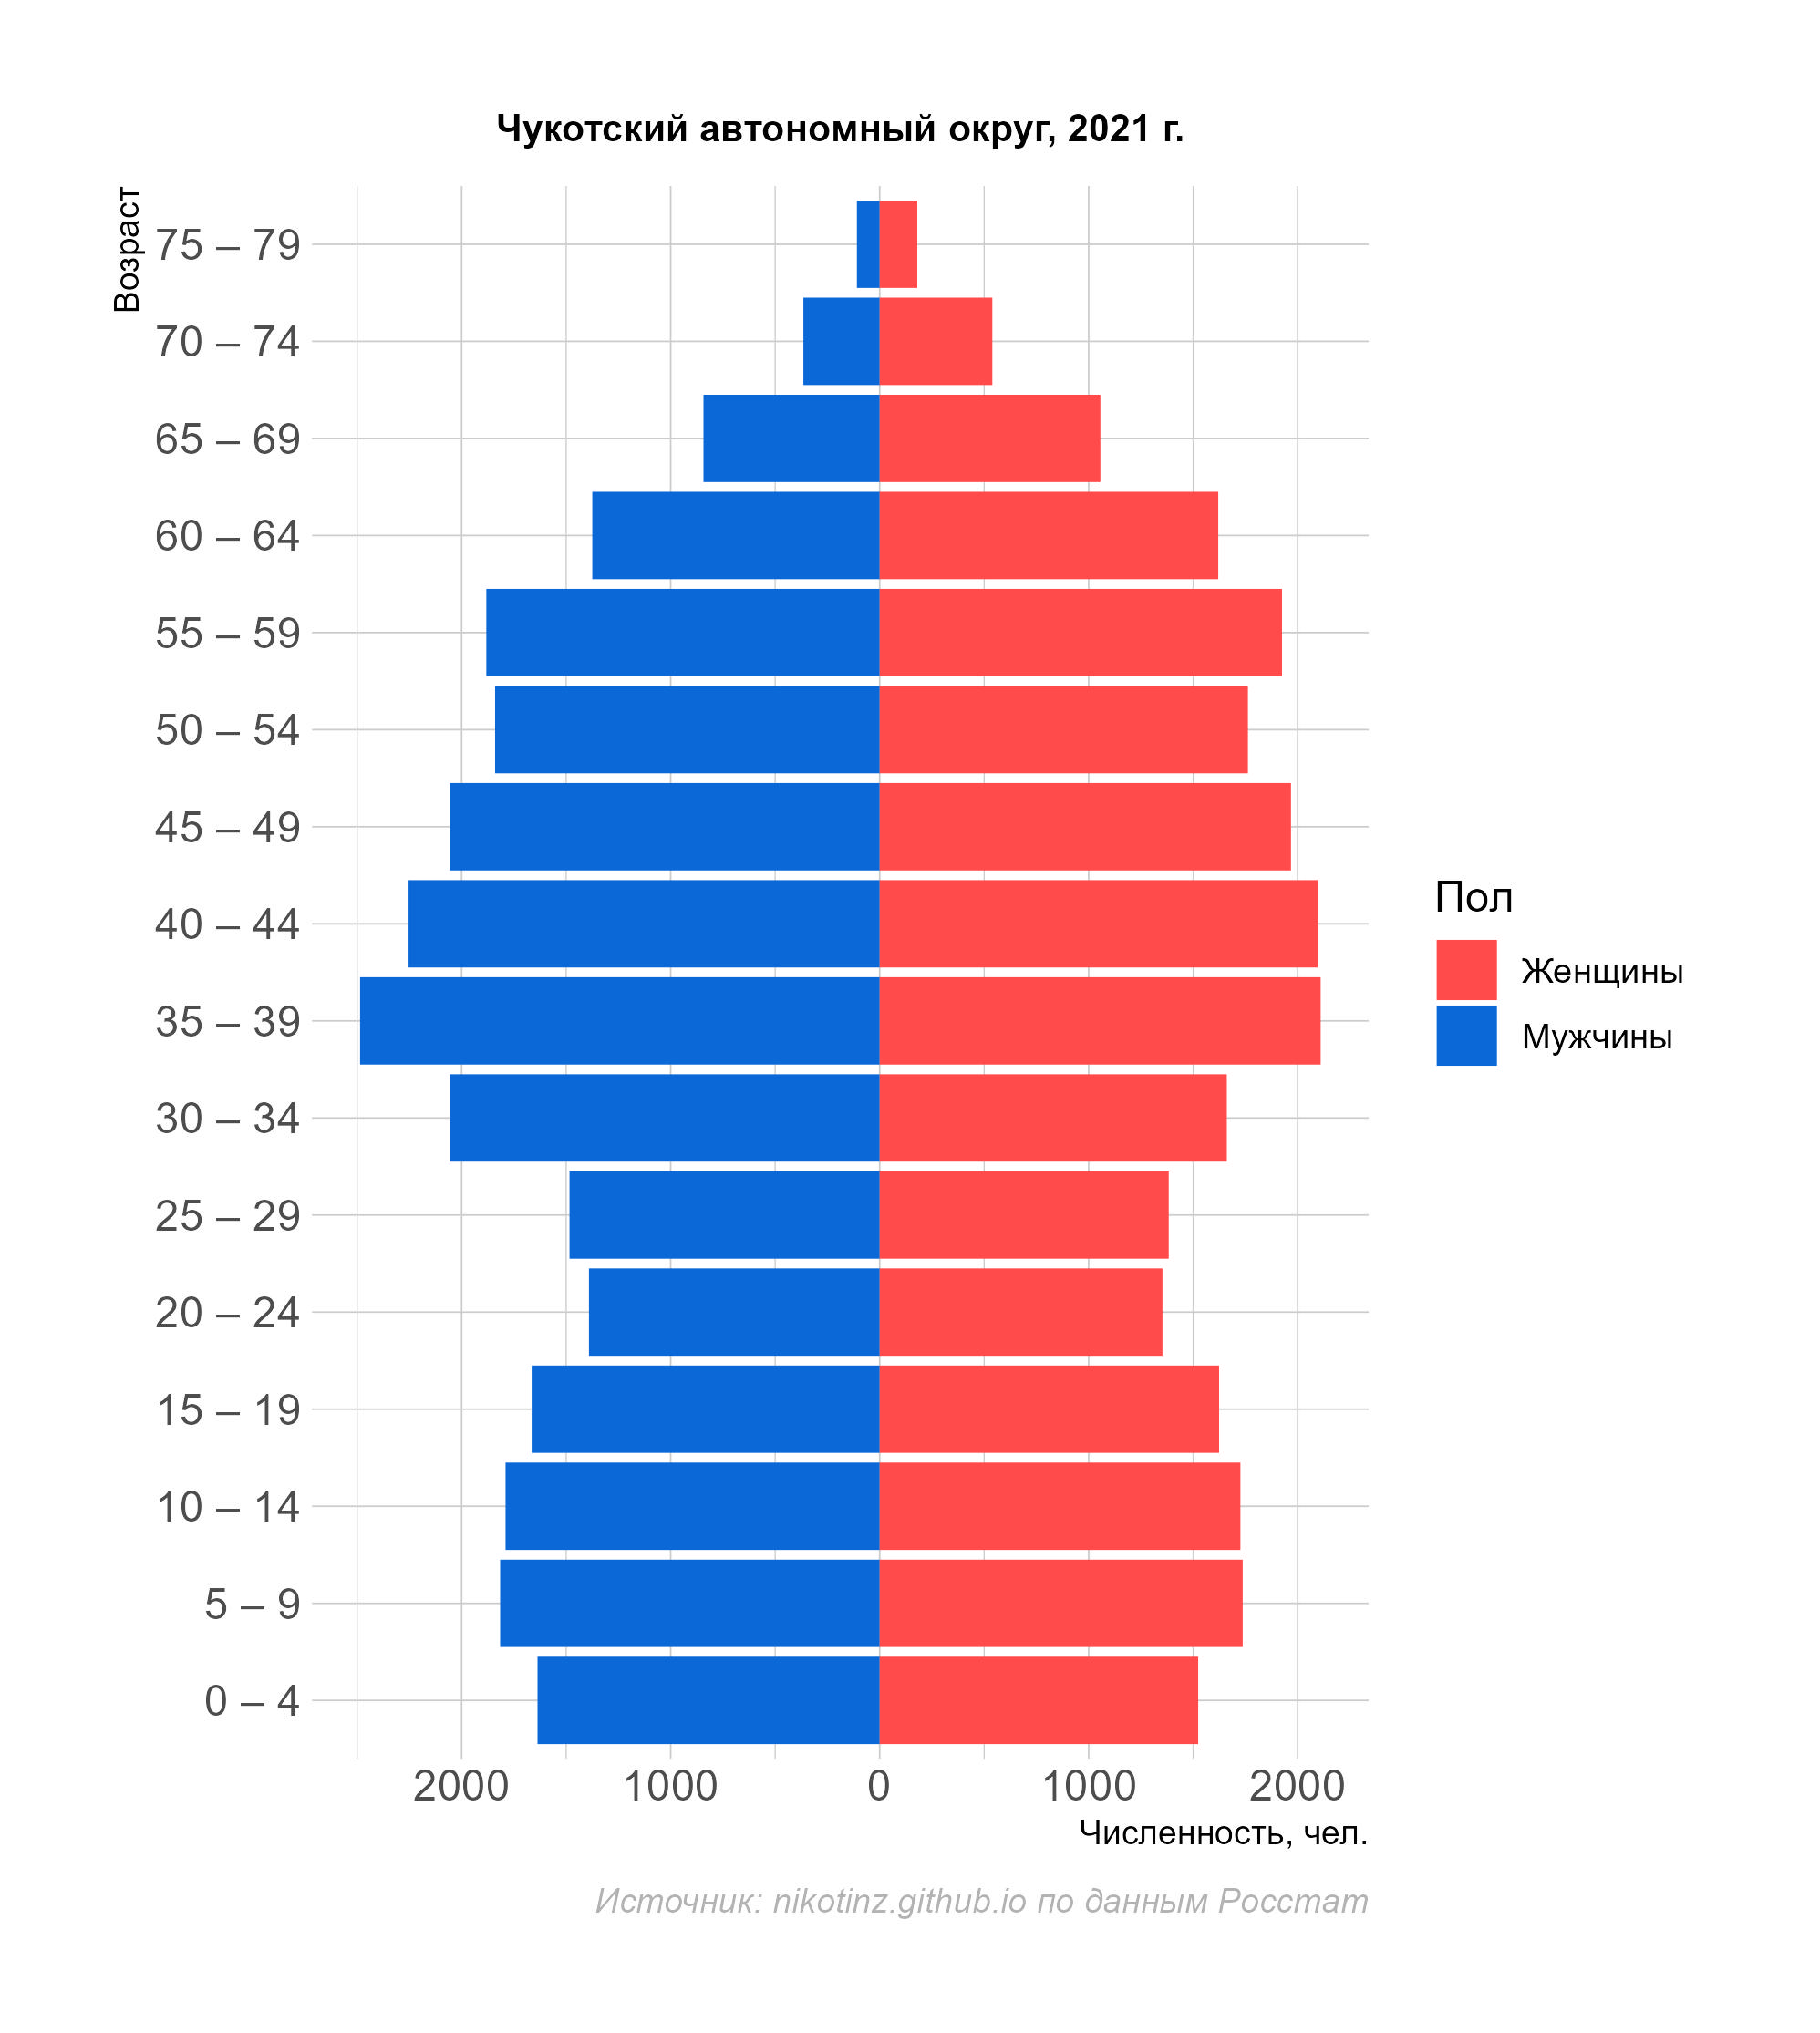 Чукотский автономный округ, 2021 г.
Возраст
75 – 79
70 – 74
65 – 69
60 – 64
55 – 59
50 – 54
45 – 49
40 – 44
35 – 39
30 – 34
25 – 29
20 – 24
15 – 19
10 – 14
5 – 9
0 – 4
2000 1000 0 1000 2000
Численность, чел.
Пол
Женщины
Мужчины
Источник: nikotinz.github.io по данным Росстат